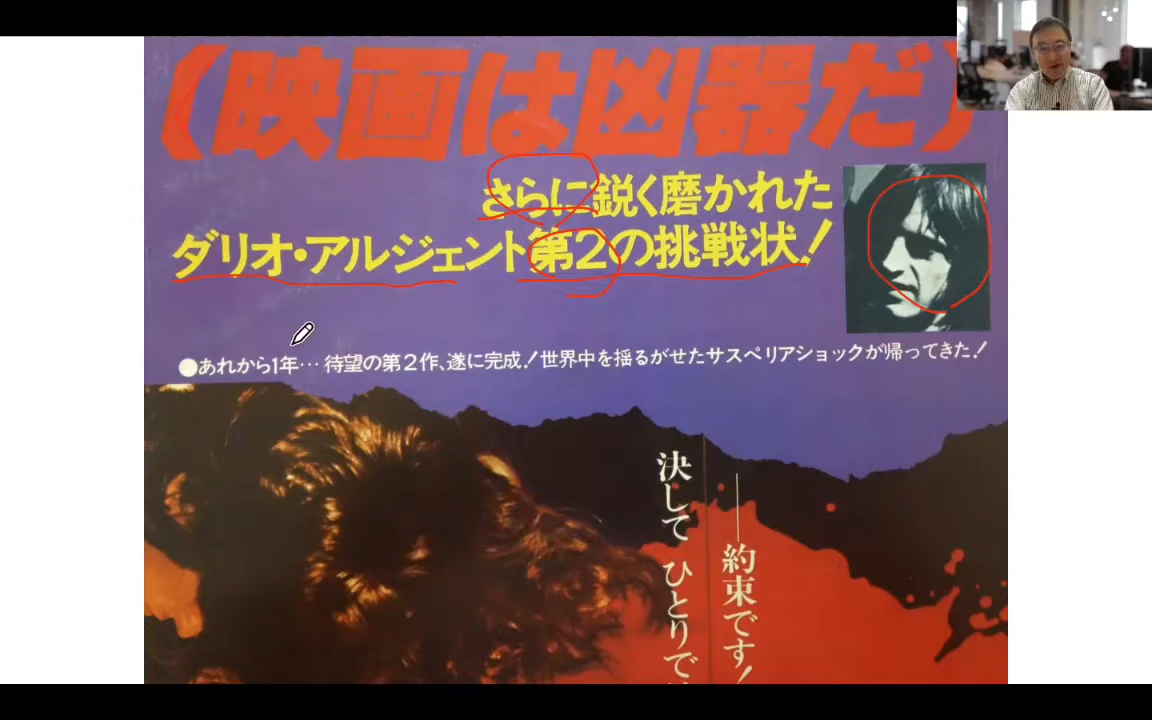 (映画は凶器だ)
さらに鋭く磨かれた
ダリオ・アルジェント第2の挑戦状!
●あれから1年…待望の第2作、遂に完成!世界中を揺るがせたサスペリアショックが帰ってきた!
──約束です!
決して ひとりで